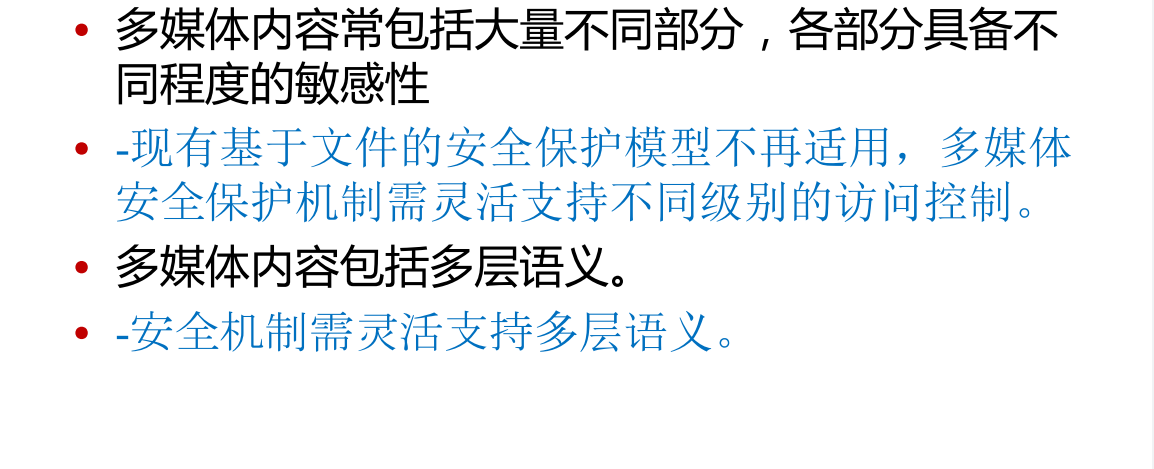 • 多媒体内容常包括大量不同部分，各部分具备不
同程度的敏感性
• -现有基于文件的安全保护模型不再适用，多媒体
安全保护机制需灵活支持不同级别的访问控制。
• 多媒体内容包括多层语义。
• -安全机制需灵活支持多层语义。